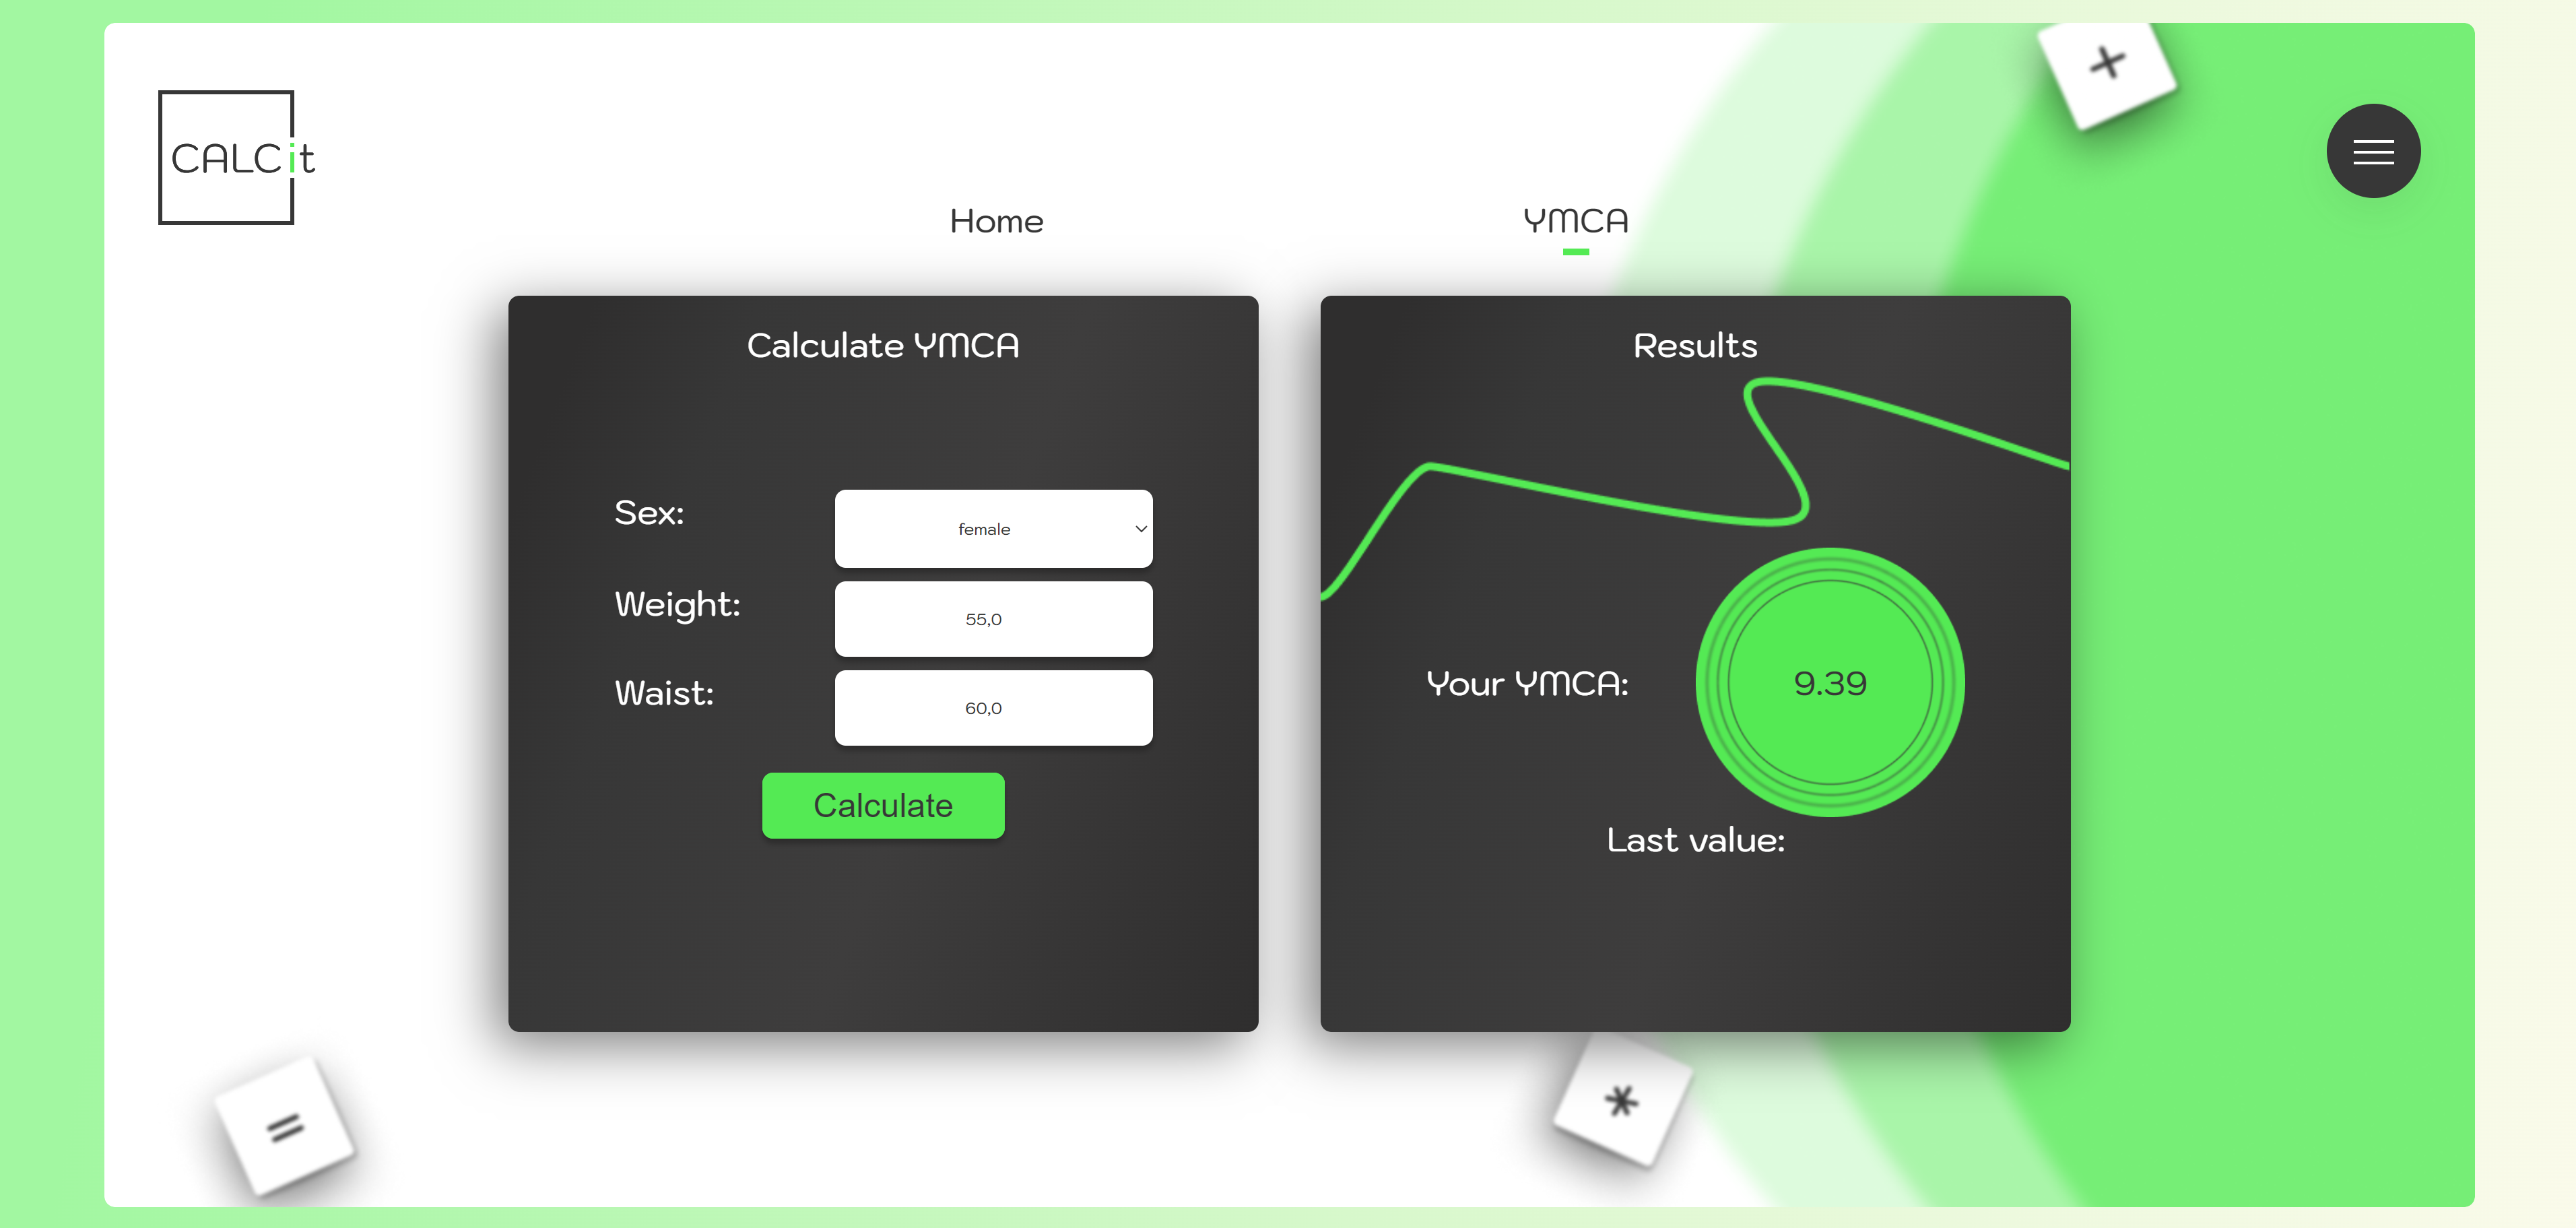 CALCit
Home
YMCA
Calculate YMCA
Sex:
female
Weight:
55,0
Waist:
60,0
Calculate
Results
Your YMCA:
9.39
Last value:
+
=
*